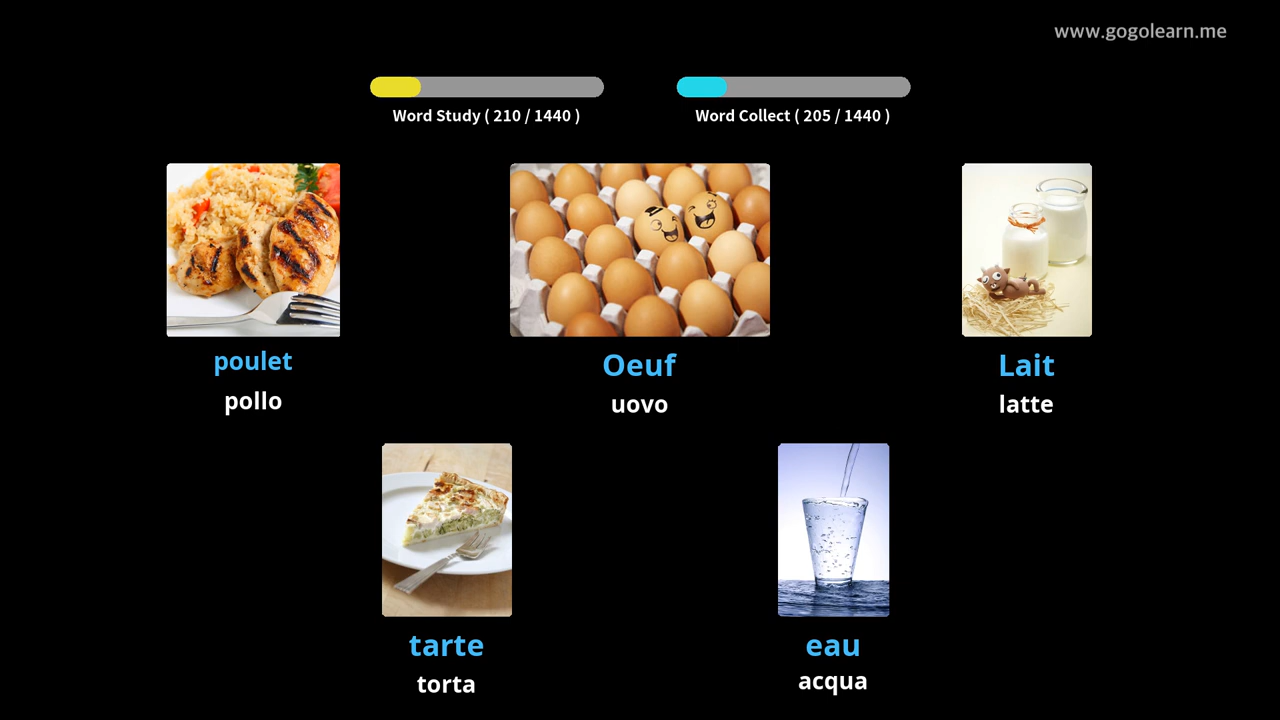 www.gogolearn.me
Word Study ( 210 / 1440 )
Word Collect ( 205 / 1440 )
poulet
pollo
Oeuf
uovo
Lait
latte
tarte
torta
eau
acqua